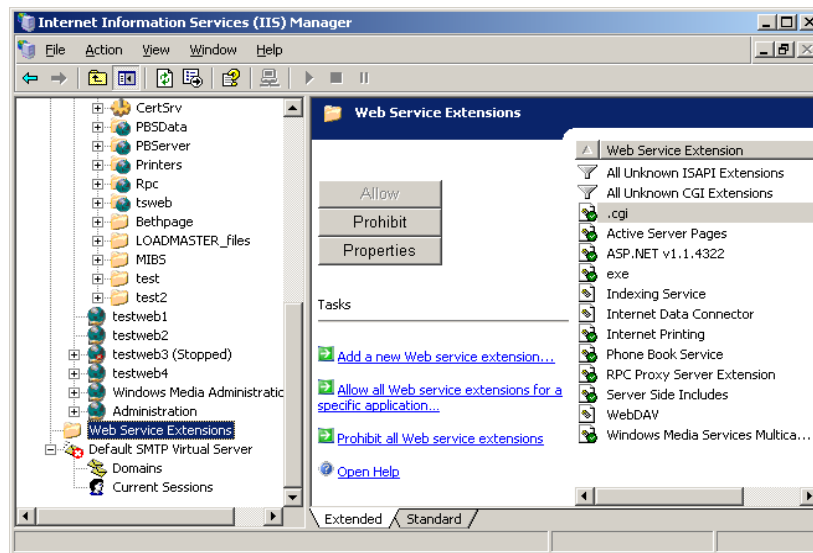 Internet Information Services (IIS) Manager
File Action View Window Help
CertSrv
PBSData
PBServer
Printers
Rpc
tsweb
Bethpage
LOADMASTER_files
MIBS
test
test2
testweb1
testweb2
testweb3 (Stopped)
testweb4
Windows Media Administratic
Administration
Web Service Extensions
Default SMTP Virtual Server
Domains
Current Sessions
Web Service Extensions
Allow
Prohibit
Properties
Tasks
Add a new Web service extension...
Allow all Web service extensions for a
specific application...
Prohibit all Web service extensions
Open Help
Web Service Extension
All Unknown ISAPI Extensions
All Unknown CGI Extensions
.cgi
Active Server Pages
ASP.NET v1.1.4322
exe
Indexing Service
Internet Data Connector
Internet Printing
Phone Book Service
RPC Proxy Server Extension
Server Side Includes
WebDAV
Windows Media Services Multica...
Extended Standard